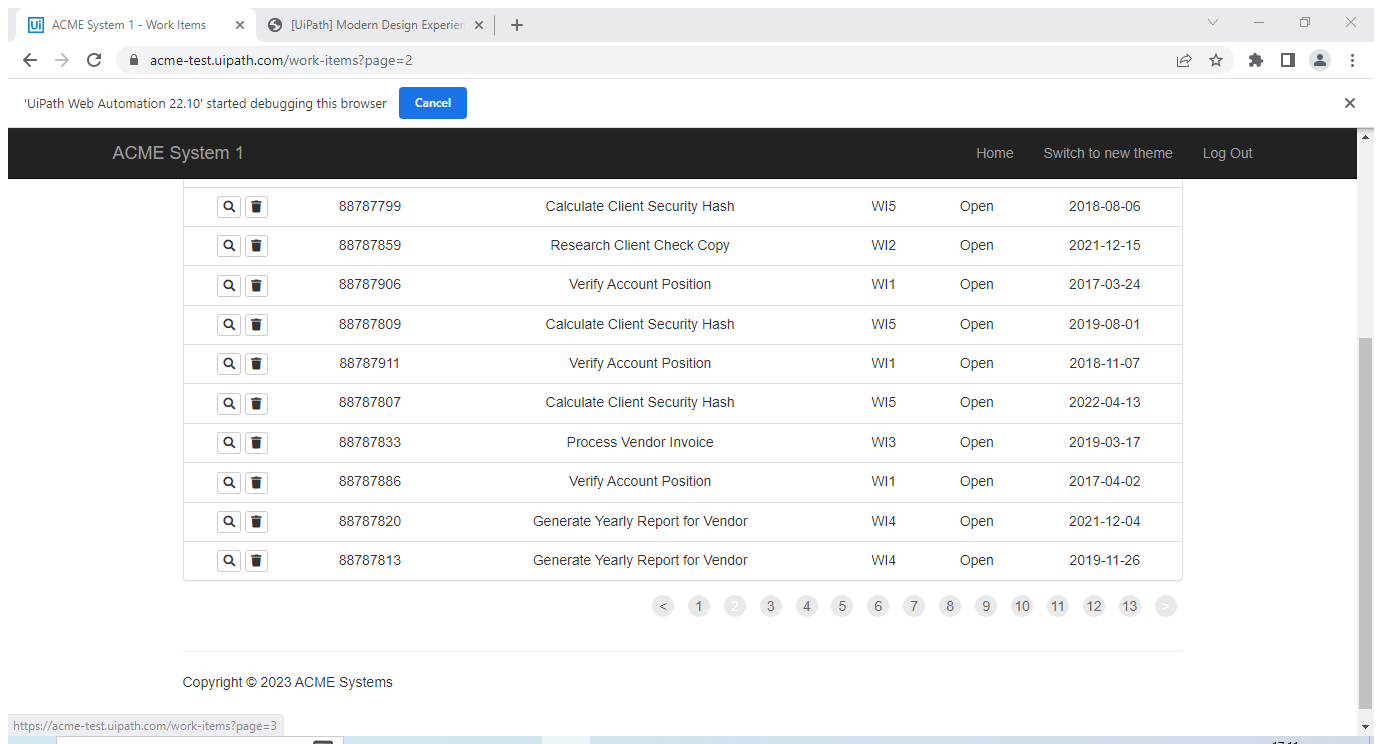 Ui ACME System 1 - Work Items [UiPath] Modern Design Experien
acme-test.uipath.com/work-items?page=2
'UiPath Web Automation 22.10' started debugging this browser Cancel
ACME System 1 Home Switch to new theme Log Out
88787799 Calculate Client Security Hash WI5 Open 2018-08-06
88787859 Research Client Check Copy WI2 Open 2021-12-15
88787906 Verify Account Position WI1 Open 2017-03-24
88787809 Calculate Client Security Hash WI5 Open 2019-08-01
88787911 Verify Account Position WI1 Open 2018-11-07
88787807 Calculate Client Security Hash WI5 Open 2022-04-13
88787833 Process Vendor Invoice WI3 Open 2019-03-17
88787886 Verify Account Position WI1 Open 2017-04-02
88787820 Generate Yearly Report for Vendor WI4 Open 2021-12-04
88787813 Generate Yearly Report for Vendor WI4 Open 2019-11-26
< 1 2 3 4 5 6 7 8 9 10 11 12 13 >
Copyright © 2023 ACME Systems
https://acme-test.uipath.com/work-items?page=3